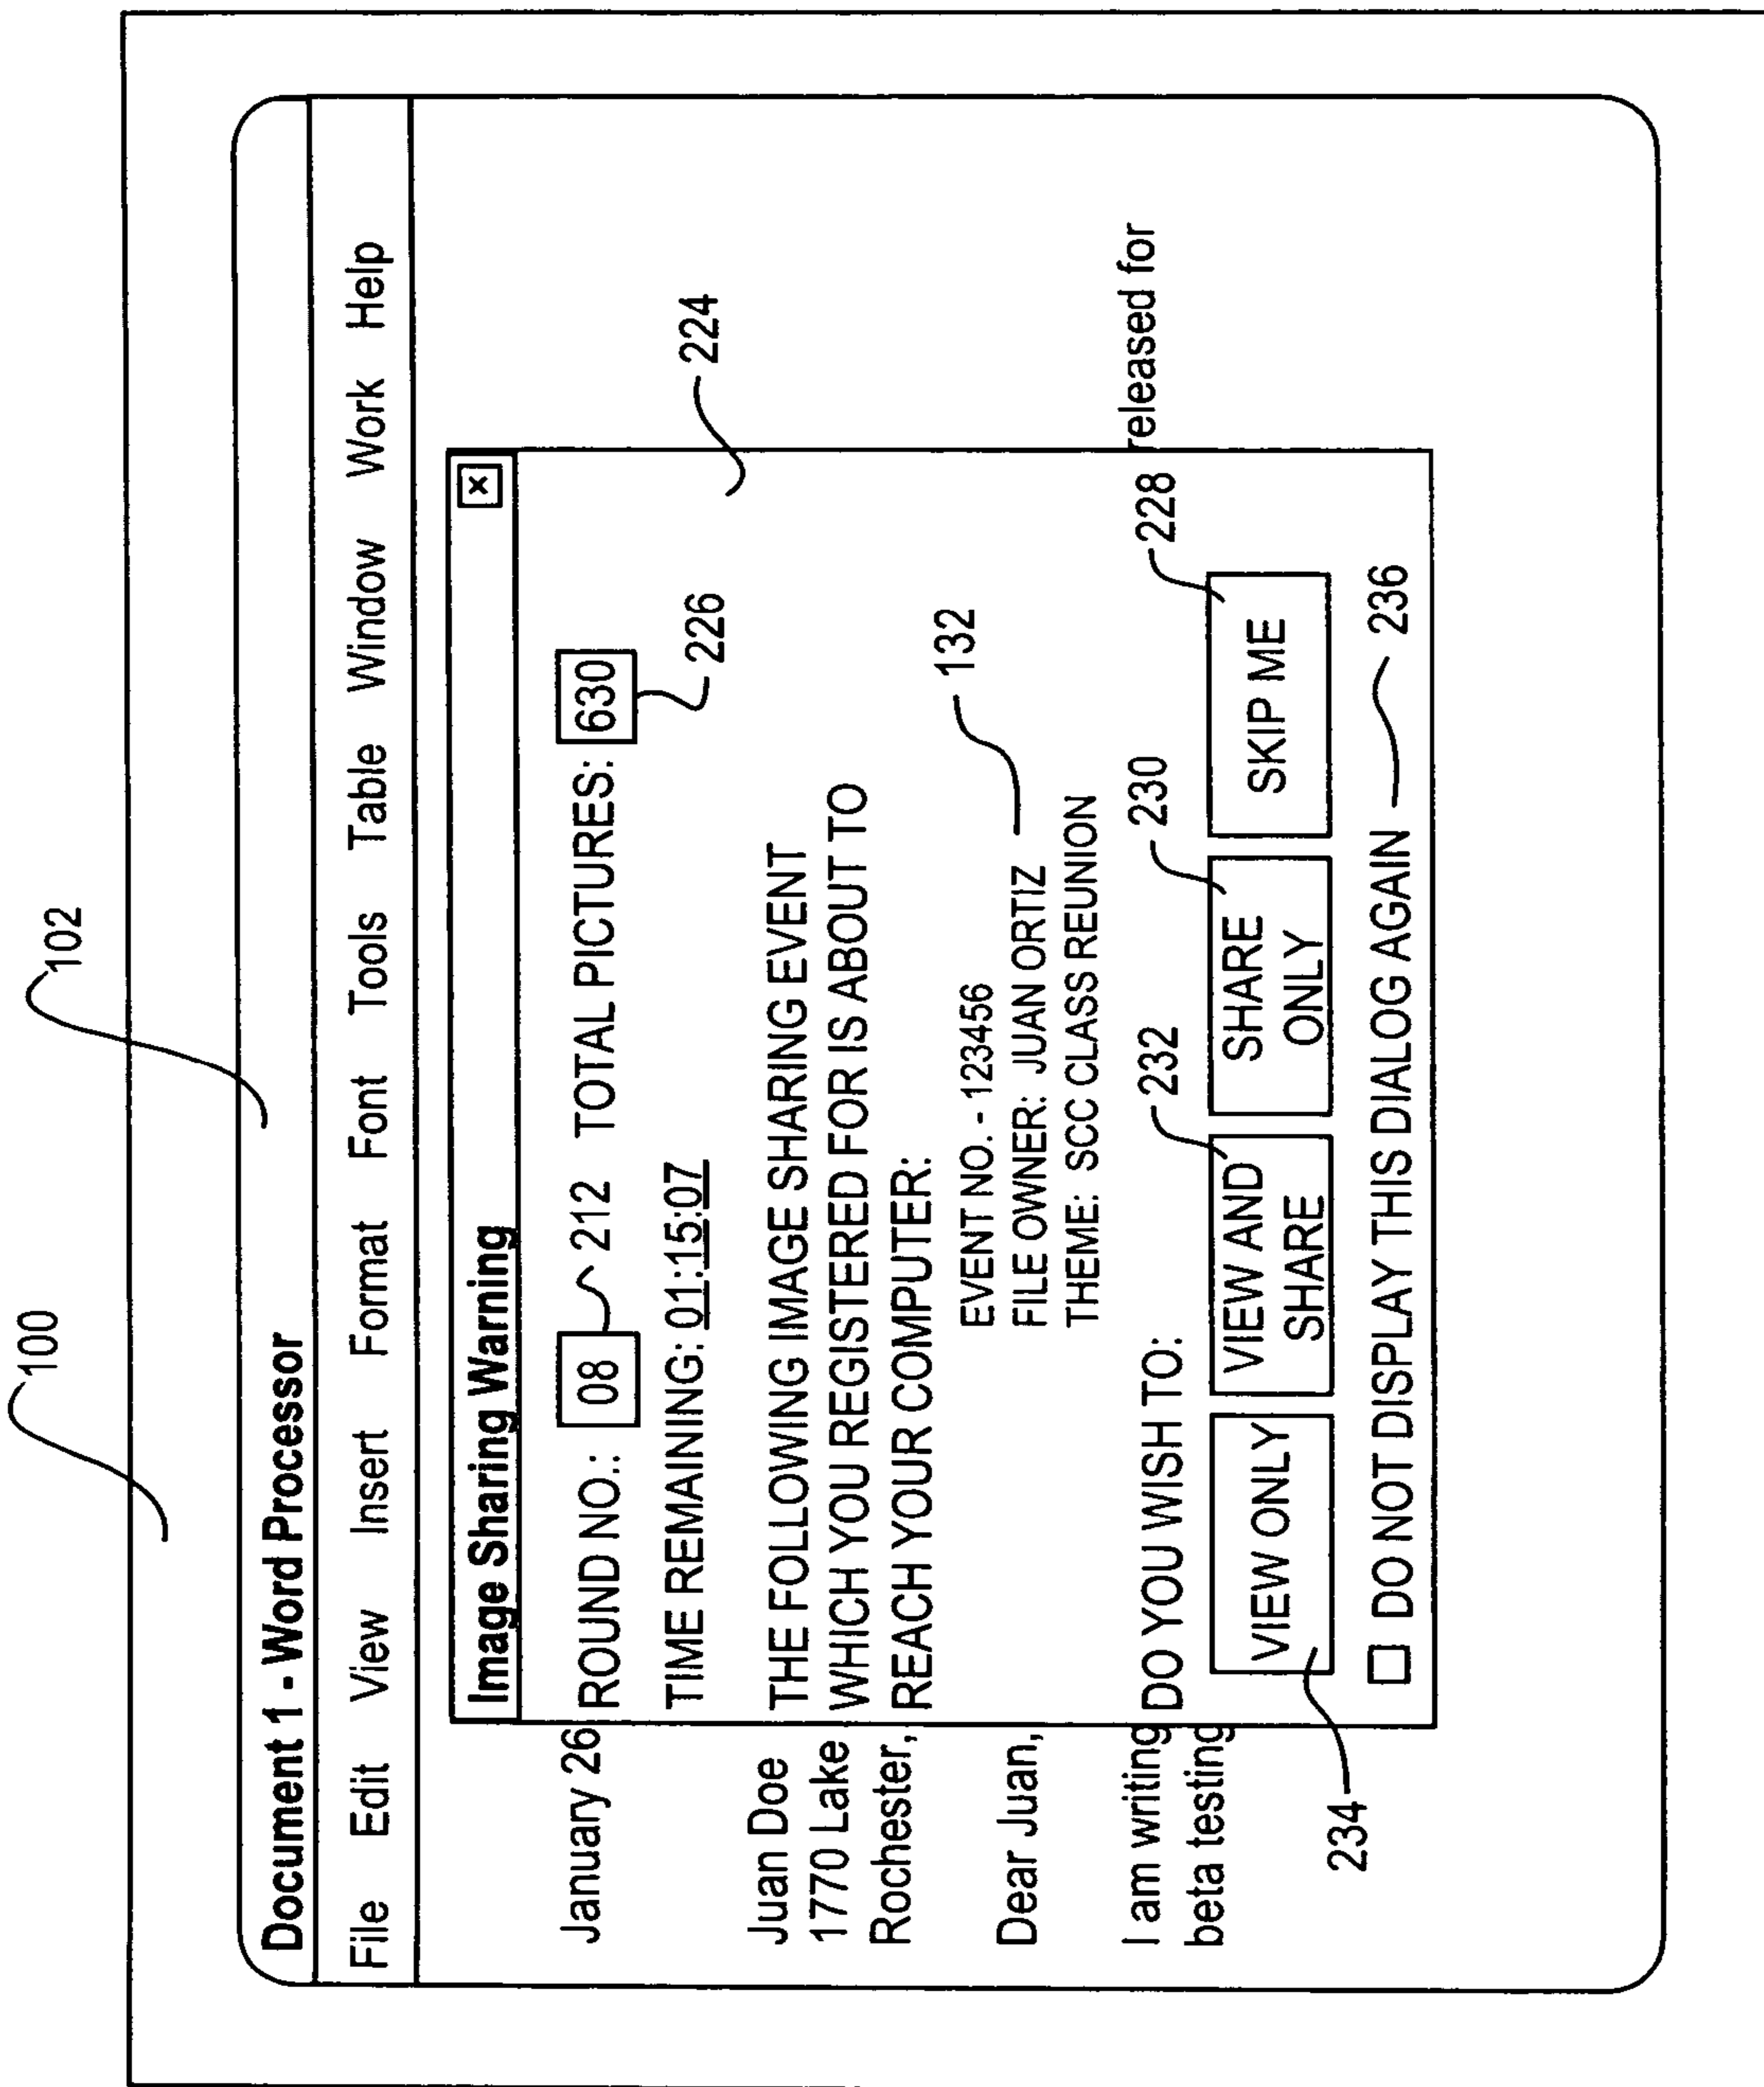 100
102
Document 1 - Word Processor
File Edit View Insert Format Font Tools Table Window Work Help
Image Sharing Warning x
January 26
ROUND NO.: 08 212 TOTAL PICTURES: 630
226
224
TIME REMAINING: 01:15:07
Juan Doe
1770 Lake
Rochester,
THE FOLLOWING IMAGE SHARING EVENT
WHICH YOU REGISTERED FOR IS ABOUT TO
REACH YOUR COMPUTER:
132
EVENT NO. - 123456
FILE OWNER: JUAN ORTIZ
THEME: SCC CLASS REUNION
Dear Juan,
I am writing
released for
beta testing
DO YOU WISH TO:
232 230 228
VIEW ONLY
VIEW AND
SHARE
SHARE
ONLY
SKIP ME
234
DO NOT DISPLAY THIS DIALOG AGAIN 236